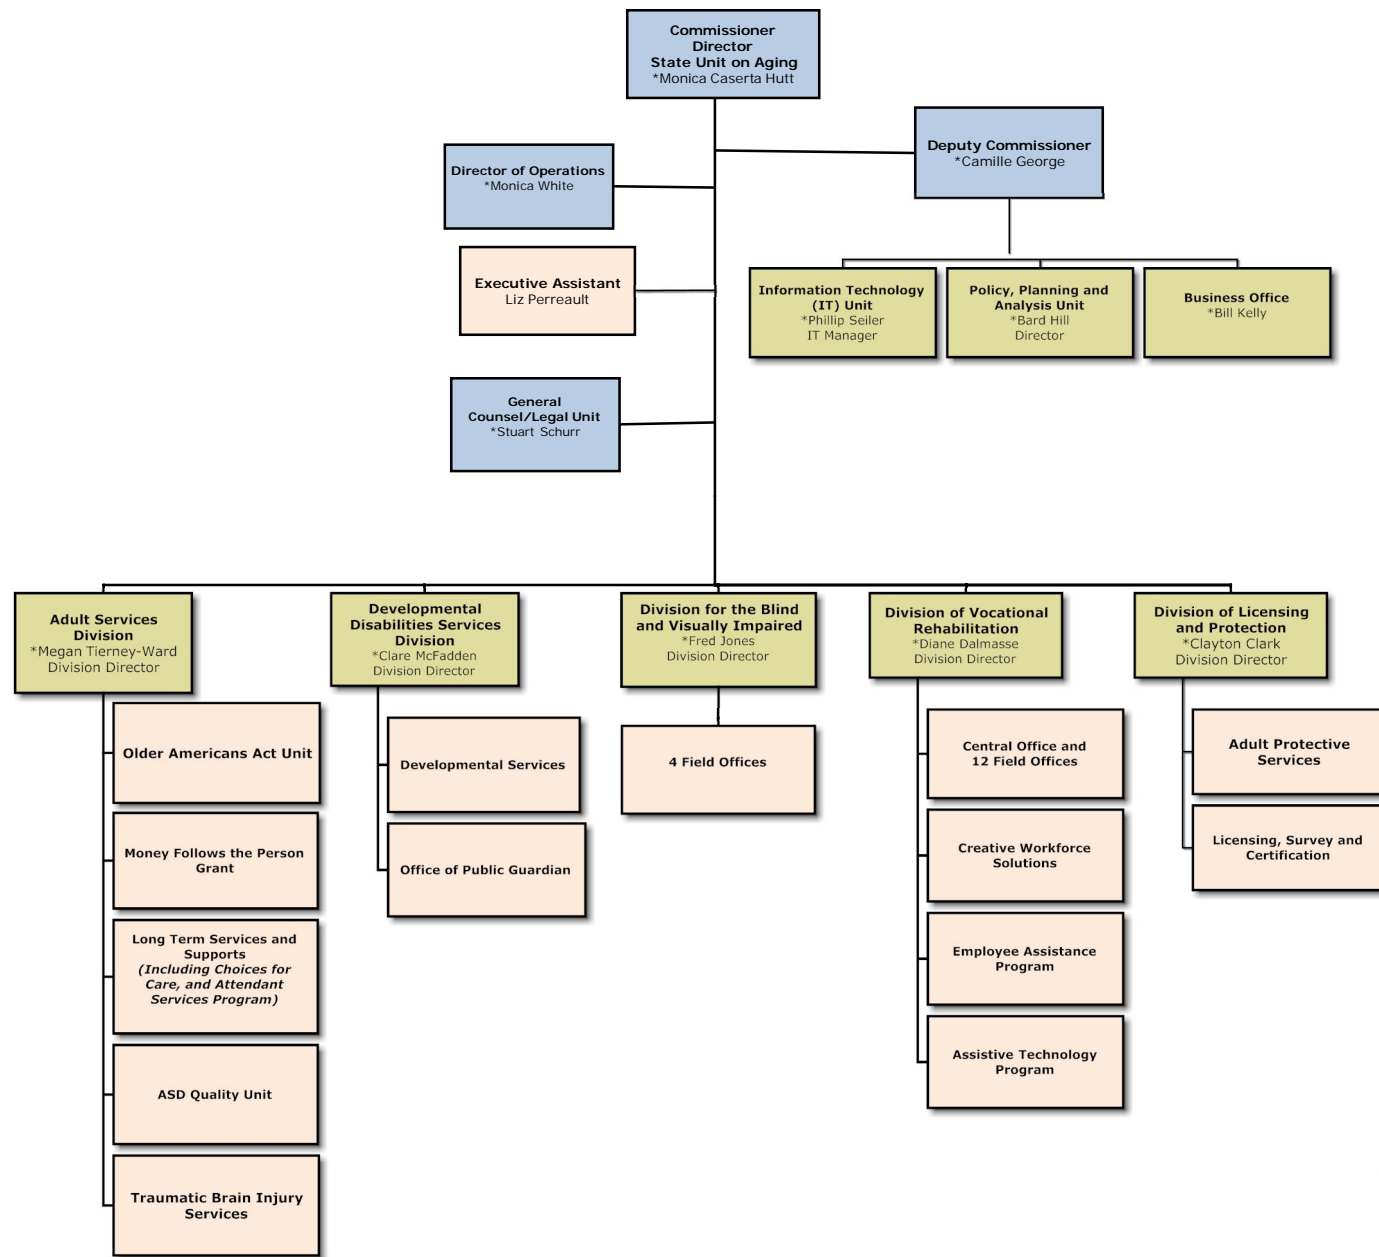 Commissioner
Director
State Unit on Aging
*Monica Caserta Hutt
Deputy Commissioner
*Camille George
Director of Operations
*Monica White
Executive Assistant
Liz Perreault
Information Technology
(IT) Unit
*Phillip Seiler
IT Manager
Policy, Planning and
Analysis Unit
*Bard Hill
Director
Business Office
*Bill Kelly
General
Counsel/Legal Unit
*Stuart Schurr
Adult Services
Division
*Megan Tierney-Ward
Division Director
Developmental
Disabilities Services
Division
*Clare McFadden
Division Director
Division for the Blind
and Visually Impaired
*Fred Jones
Division Director
Division of Vocational
Rehabilitation
*Diane Dalmasse
Division Director
Division of Licensing
and Protection
*Clayton Clark
Division Director
Older Americans Act Unit
Money Follows the Person
Grant
Long Term Services and
Supports
(Including Choices for
Care, and Attendant
Services Program)
ASD Quality Unit
Traumatic Brain Injury
Services
Developmental Services
Office of Public Guardian
4 Field Offices
Central Office and
12 Field Offices
Creative Workforce
Solutions
Employee Assistance
Program
Assistive Technology
Program
Adult Protective
Services
Licensing, Survey and
Certification